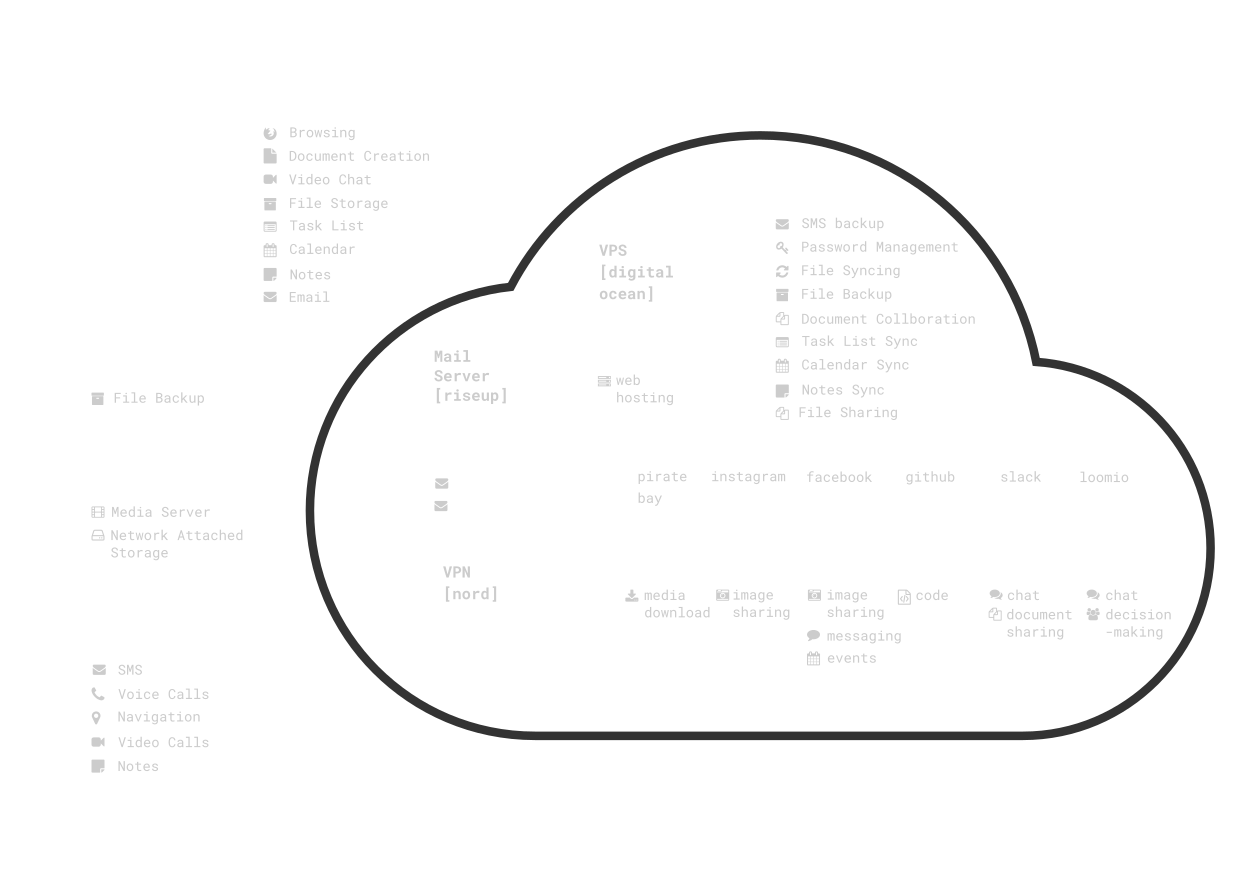 Browsing
Document Creation
Video Chat
File Storage
Task List
Calendar
Notes
Email
File Backup
Media Server
Network Attached
Storage
SMS
Voice Calls
Navigation
Video Calls
Notes
Mail
Server
[riseup]
VPN
[nord]
VPS
[digital
ocean]
web
hosting
SMS backup
Password Management
File Syncing
File Backup
Document Collboration
Task List Sync
Calendar Sync
Notes Sync
File Sharing
pirate
bay
instagram
facebook
github
slack
loomio
media
download
image
sharing
image
sharing
messaging
events
code
chat
document
sharing
chat
decision
-making